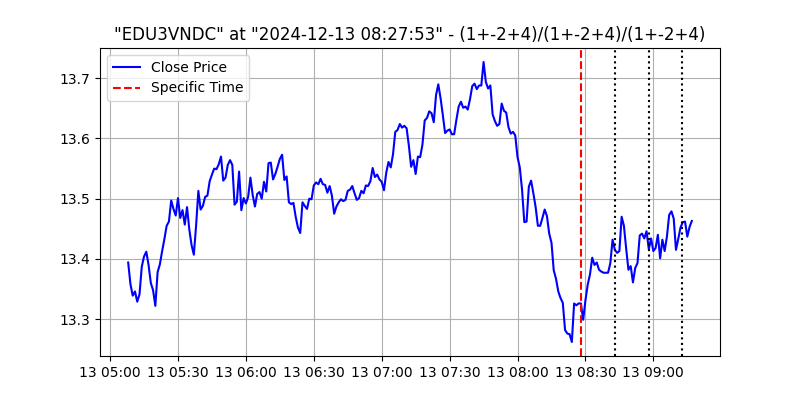 "EDU3VNDC" at "2024-12-13 08:27:53" - (1+-2+4)/(1+-2+4)/(1+-2+4)
Close Price
Specific Time
13.7
13.6
13.5
13.4
13.3
13 05:00 13 05:30 13 06:00 13 06:30 13 07:00 13 07:30 13 08:00 13 08:30 13 09:00